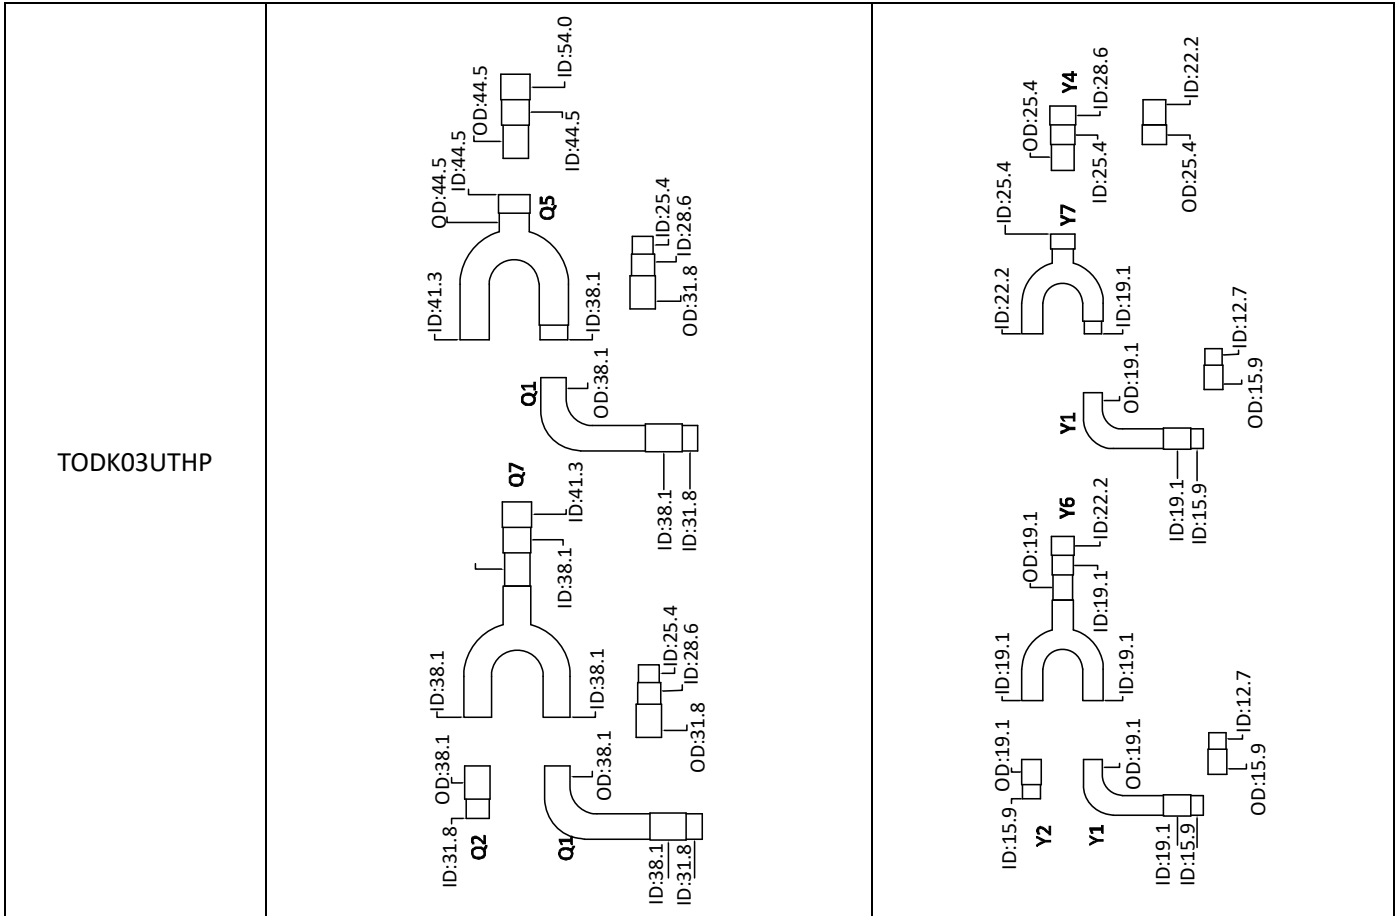 TODK03UTHP
ID:54.0
OD:44.5
ID:44.5
ID:44.5
OD:44.5
Q5
ID:41.3
ID:38.1
ID:25.4
ID:28.6
OD:31.8
Q1
OD:38.1
ID:38.1
ID:31.8
Q7
ID:41.3
ID:38.1
ID:38.1
ID:38.1
ID:25.4
ID:28.6
OD:31.8
OD:38.1
ID:31.8
Q2
OD:38.1
Q1
ID:38.1
ID:31.8
Y4
ID:28.6
OD:25.4
ID:25.4
ID:22.2
OD:25.4
ID:25.4
Y7
ID:22.2
ID:19.1
ID:12.7
OD:15.9
Y1
OD:19.1
ID:19.1
ID:15.9
Y6
ID:22.2
OD:19.1
ID:19.1
ID:19.1
ID:19.1
ID:12.7
OD:15.9
OD:19.1
ID:15.9
Y2
OD:19.1
Y1
ID:19.1
ID:15.9